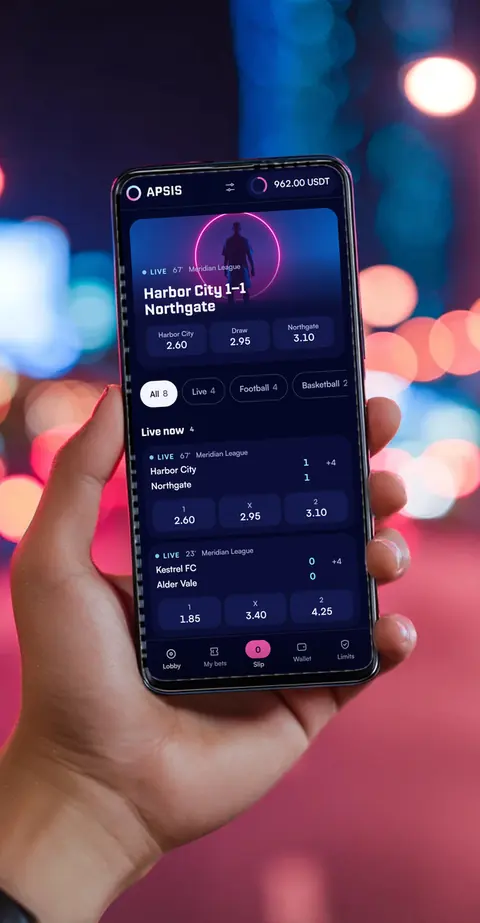 APSIS
962.00 USDT
LIVE 67' Meridian League
Harbor City 1–1
Northgate
Harbor City
2.60
Draw
2.95
Northgate
3.10
All 8
Live 4
Football 4
Basketball 2
Live now 4
LIVE 67' Meridian League
Harbor City 1
Northgate 1
+4
1
2.60
X
2.95
2
3.10
LIVE 23' Meridian League
Kestrel FC 0
Alder Vale 0
+4
1
1.85
X
3.40
2
4.25
Lobby
My bets
0
Slip
Wallet
Limits